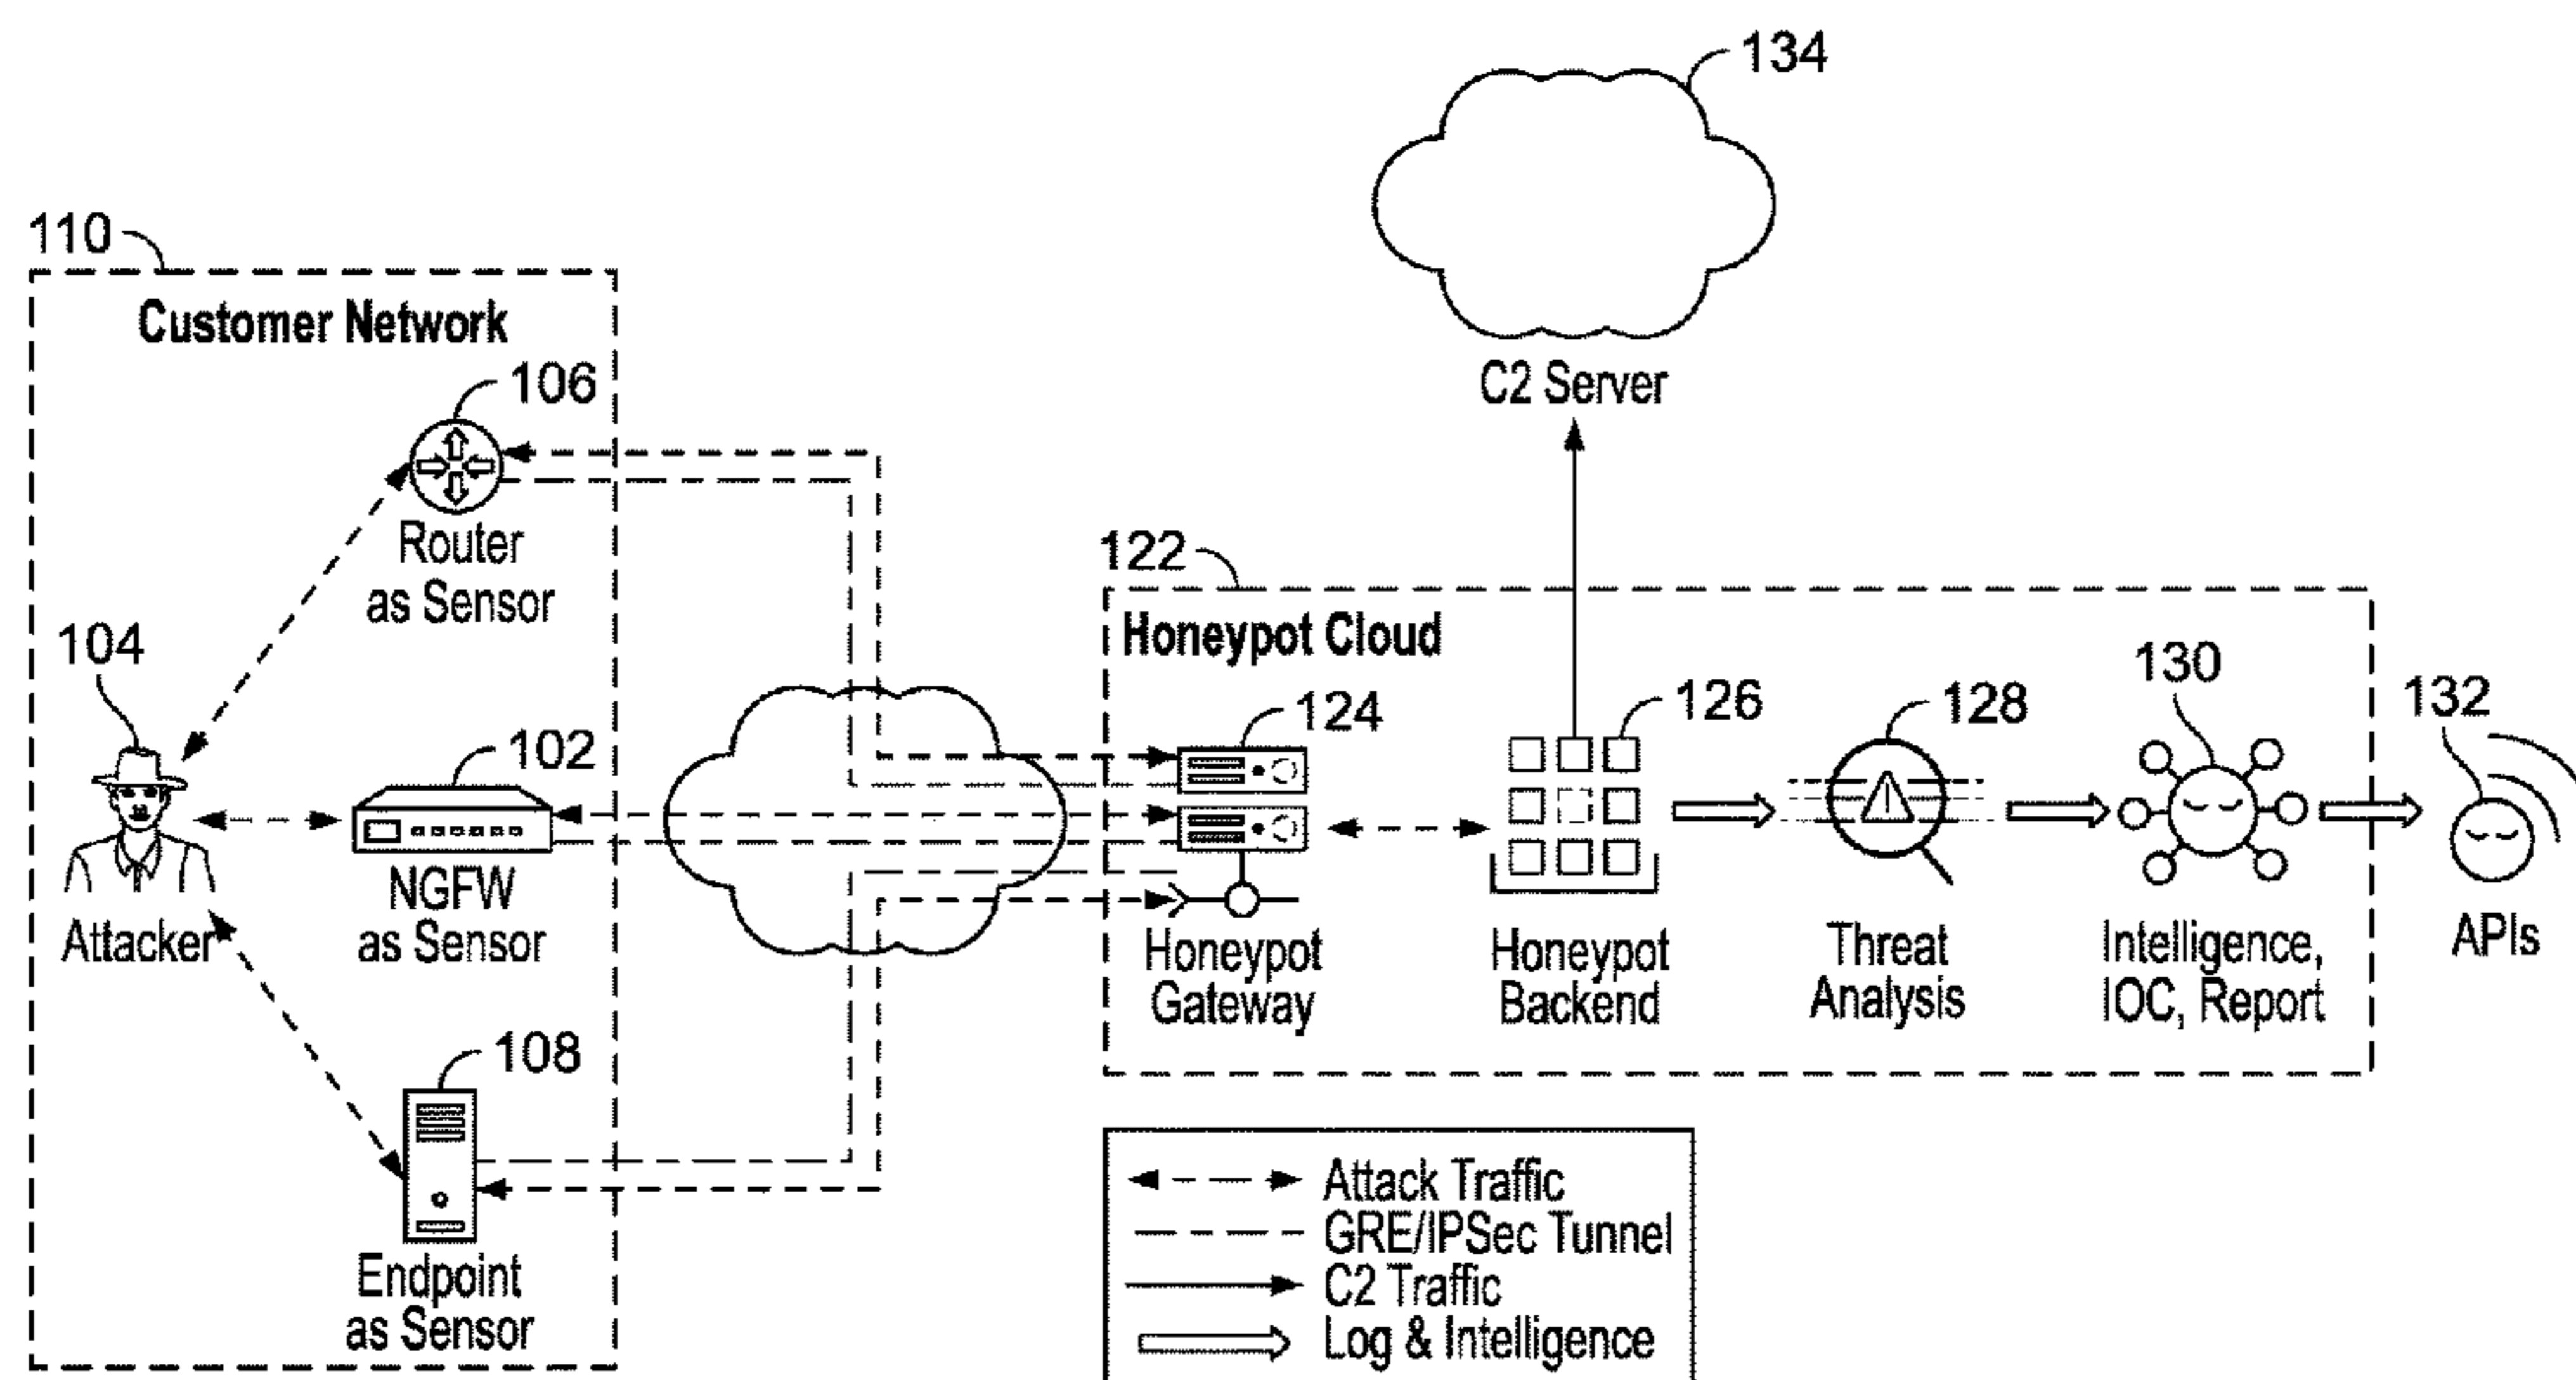 134
C2 Server
110
Customer Network
106
Router
as Sensor
104
Attacker
102
NGFW
as Sensor
108
Endpoint
as Sensor
122
Honeypot Cloud
124
Honeypot
Gateway
126
Honeypot
Backend
128
Threat
Analysis
130
Intelligence,
IOC, Report
132
APIs
Attack Traffic
GRE/IPSec Tunnel
C2 Traffic
Log & Intelligence